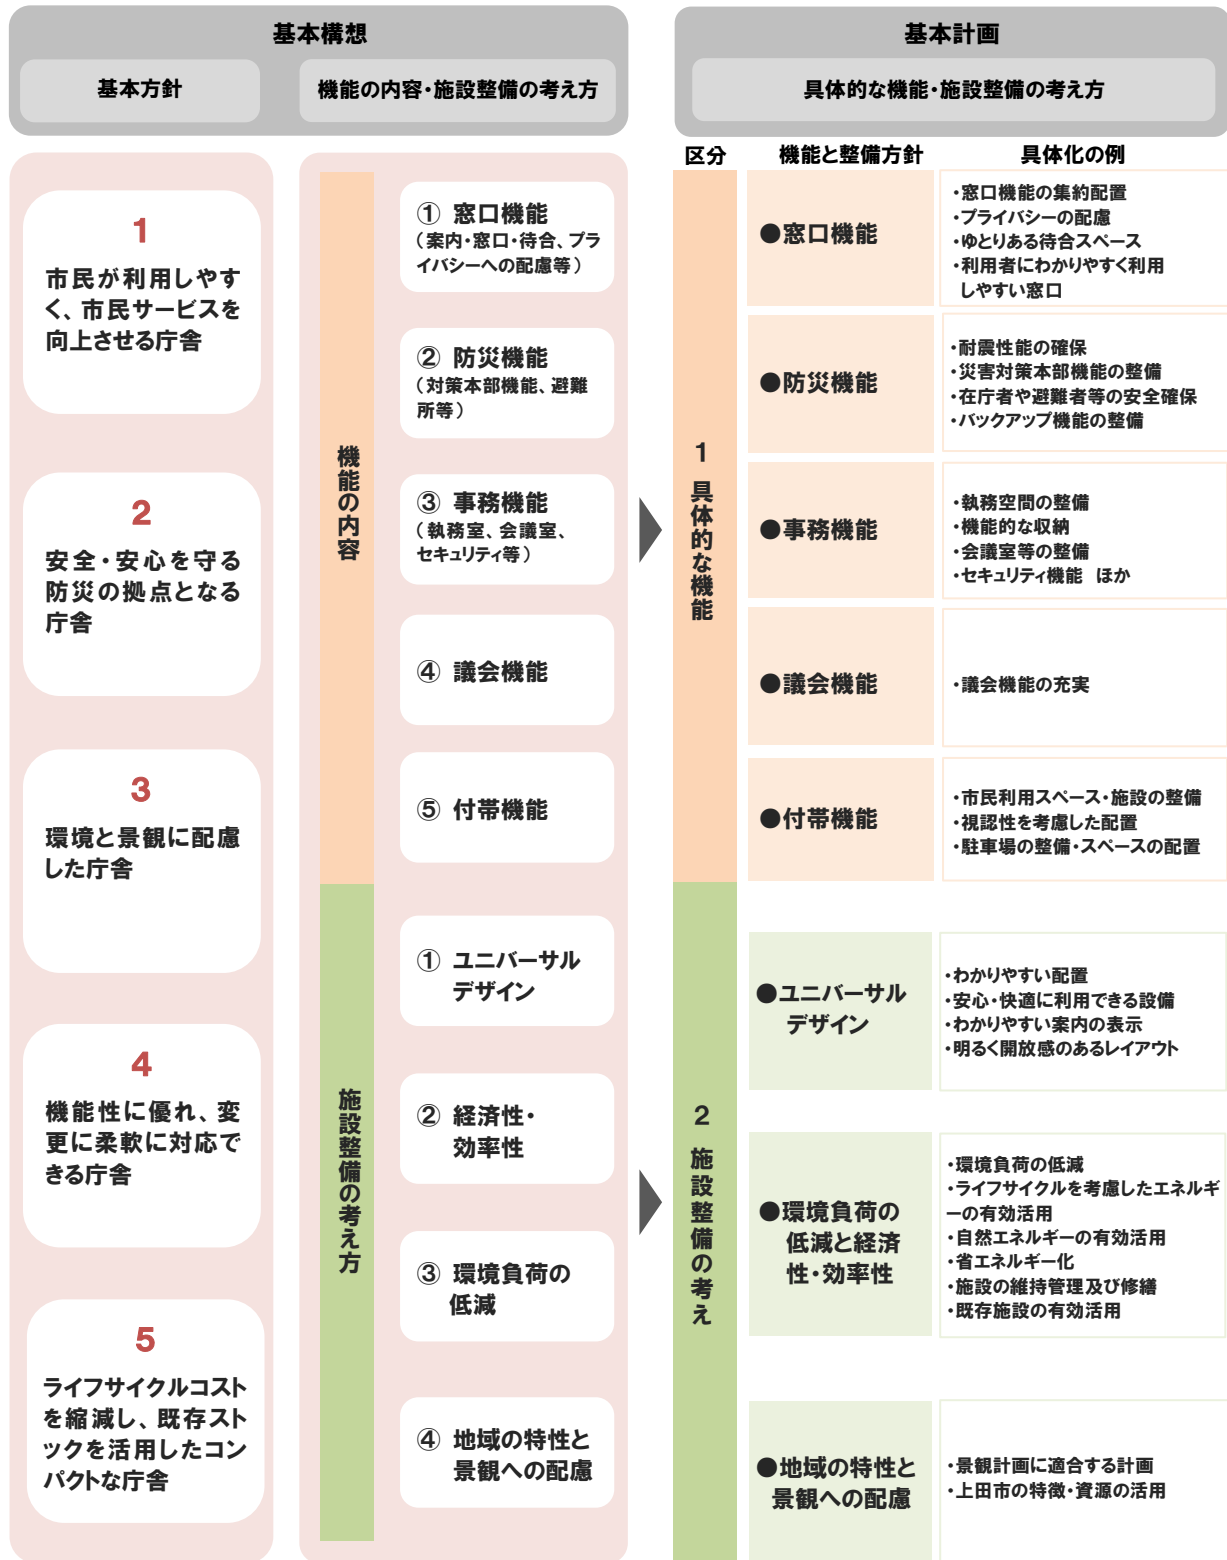 基本構想
基本方針
機能の内容・施設整備の考え方
1
市民が利用しやす
く、市民サービスを
向上させる庁舎
2
安全・安心を守る
防災の拠点となる
庁舎
3
環境と景観に配慮
した庁舎
4
機能性に優れ、変
更に柔軟に対応で
きる庁舎
5
ライフサイクルコスト
を縮減し、既存スト
ックを活用したコン
パクトな庁舎
機能の内容
① 窓口機能
（案内・窓口・待合、プラ
イバシーへの配慮等）
② 防災機能
（対策本部機能、避難
所等）
③ 事務機能
（執務室、会議室、
セキュリティ等）
④ 議会機能
⑤ 付帯機能
施設整備の考え方
① ユニバーサル
デザイン
② 経済性・
効率性
③ 環境負荷の
低減
④ 地域の特性と
景観への配慮
基本計画
具体的な機能・施設整備の考え方
区分
機能と整備方針
具体化の例
1 具体的な機能
●窓口機能
・窓口機能の集約配置
・プライバシーの配慮
・ゆとりある待合スペース
・利用者にわかりやすく利用
しやすい窓口
●防災機能
・耐震性能の確保
・災害対策本部機能の整備
・在庁者や避難者等の安全確保
・バックアップ機能の整備
●事務機能
・執務空間の整備
・機能的な収納
・会議室等の整備
・セキュリティ機能 ほか
●議会機能
・議会機能の充実
●付帯機能
・市民利用スペース・施設の整備
・視認性を考慮した配置
・駐車場の整備・スペースの配置
2 施設整備の考え
●ユニバーサル
デザイン
・わかりやすい配置
・安心・快適に利用できる設備
・わかりやすい案内の表示
・明るく開放感のあるレイアウト
●環境負荷の
低減と経済
性・効率性
・環境負荷の低減
・ライフサイクルを考慮したエネルギ
ーの有効活用
・自然エネルギーの有効活用
・省エネルギー化
・施設の維持管理及び修繕
・既存施設の有効活用
●地域の特性と
景観への配慮
・景観計画に適合する計画
・上田市の特徴・資源の活用